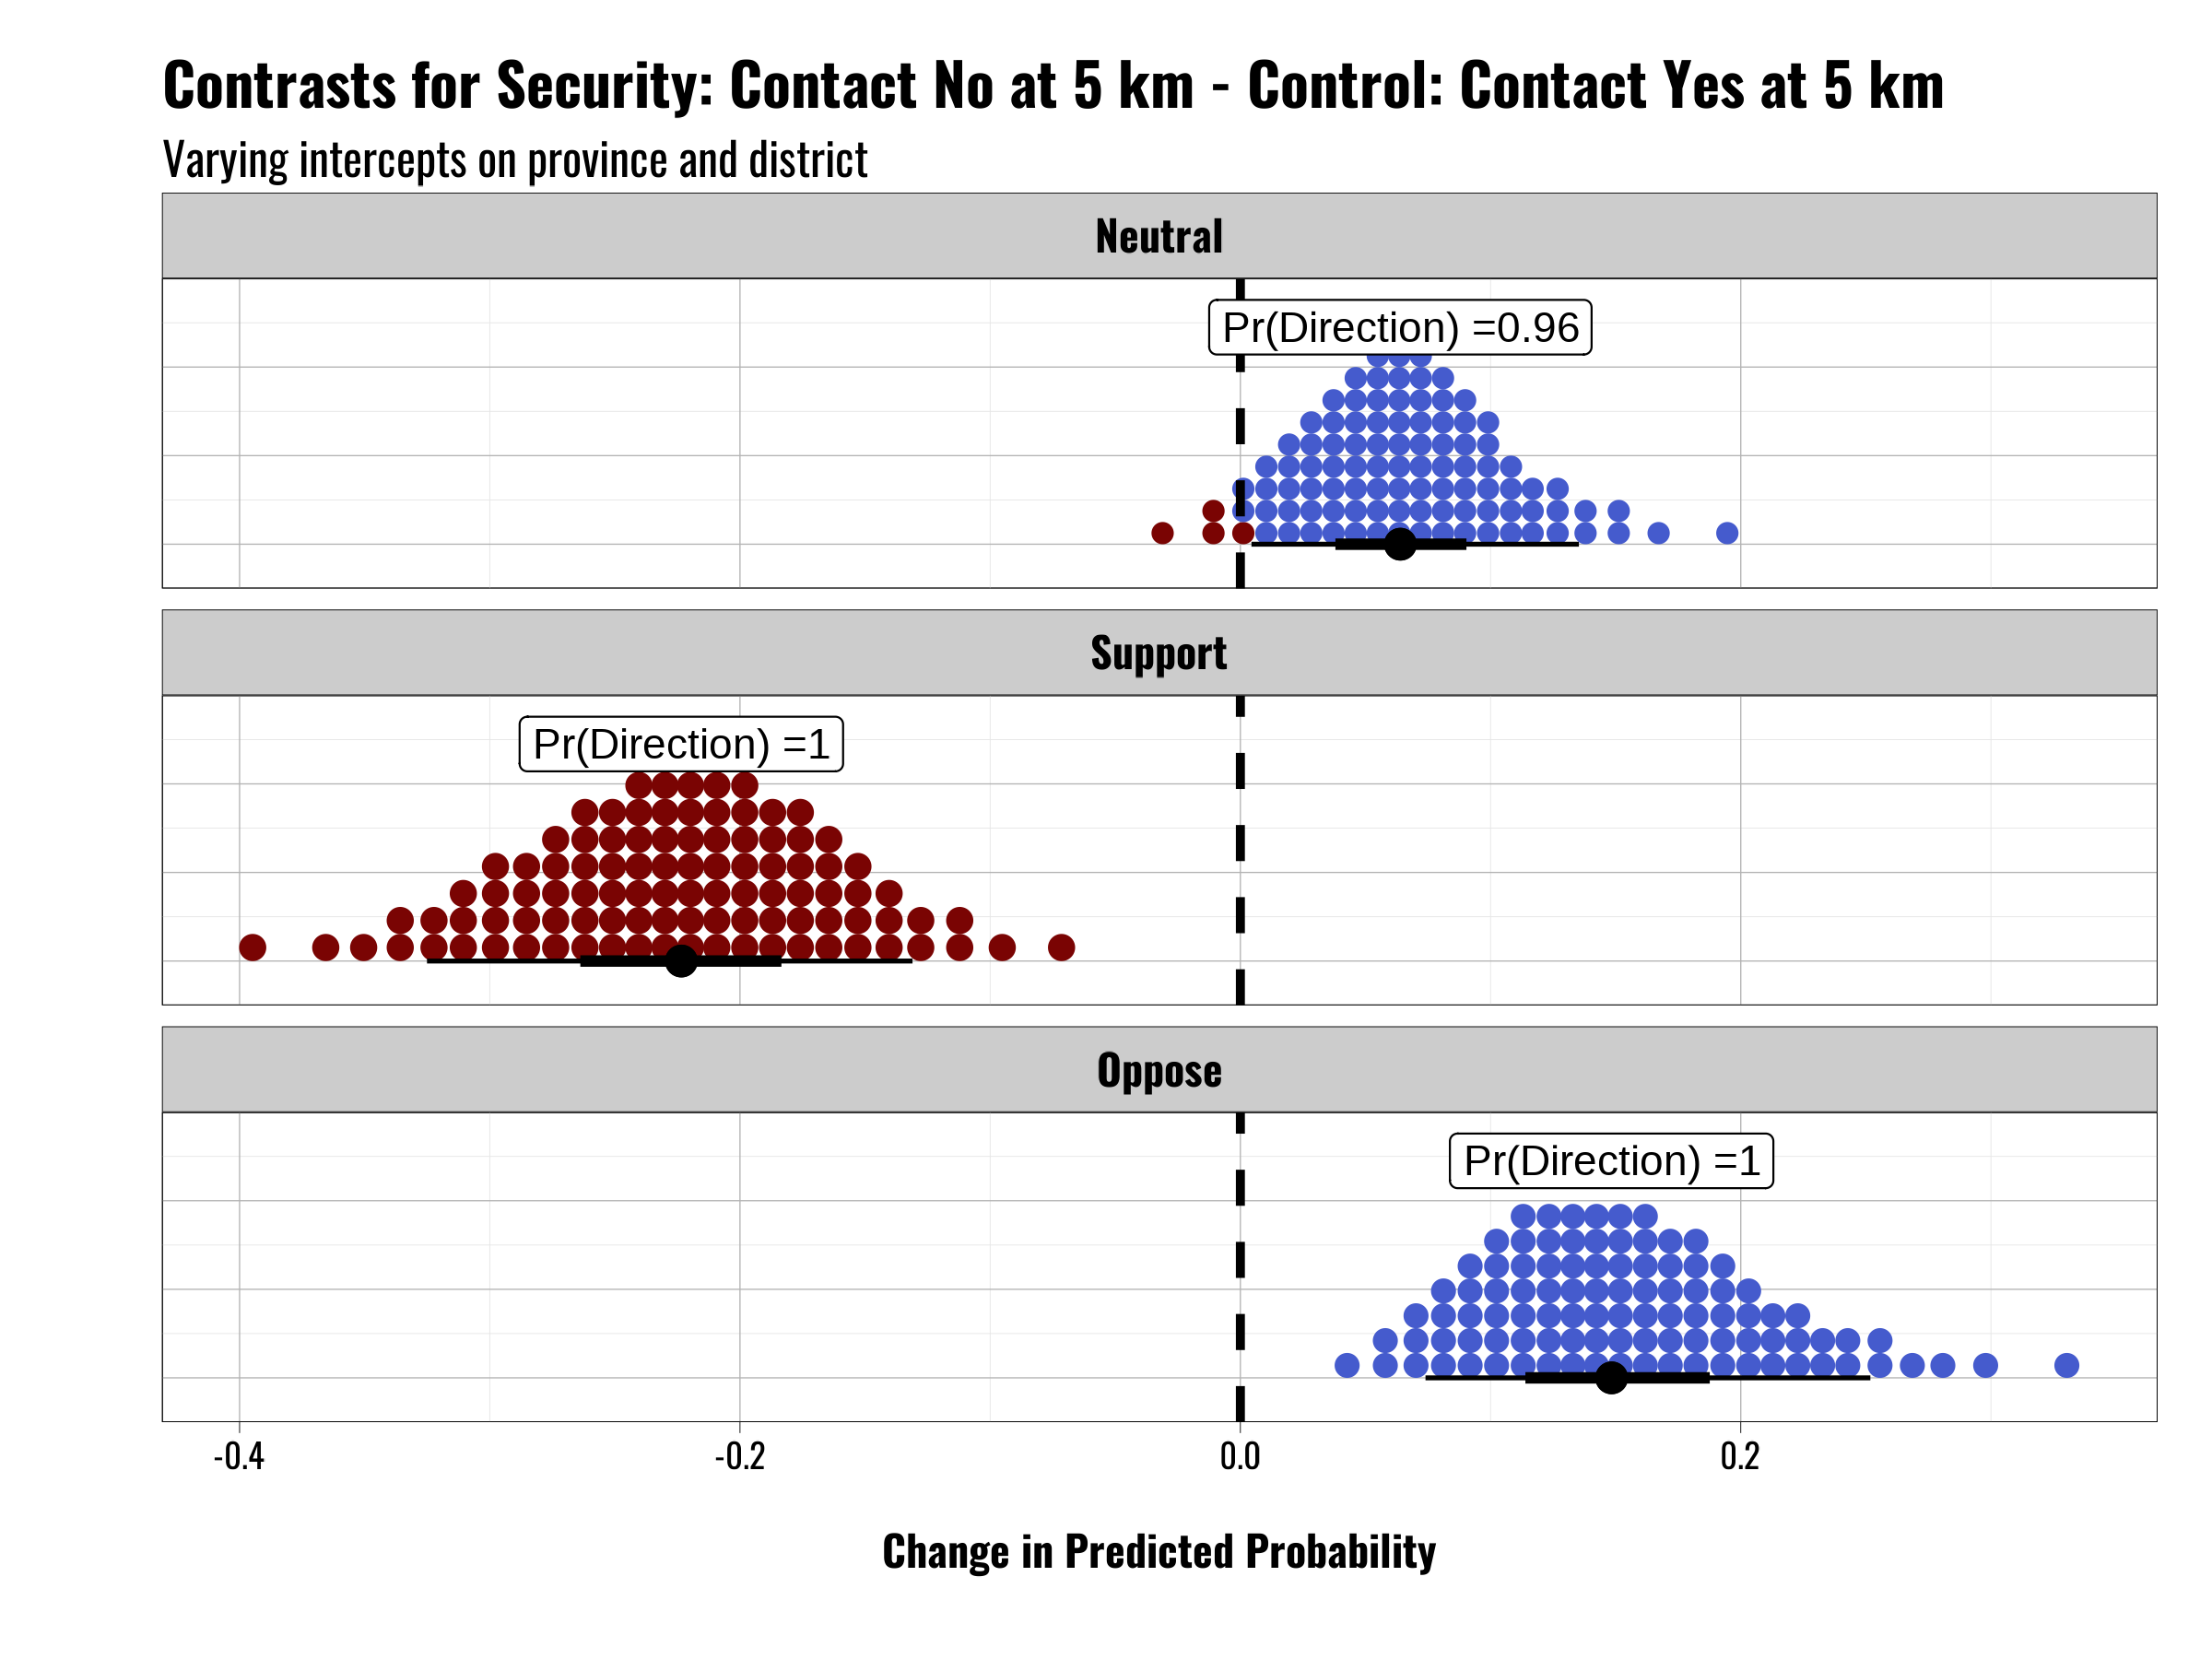 Contrasts for Security: Contact No at 5 km - Control: Contact Yes at 5 km
Varying intercepts on province and district
Neutral
Pr(Direction) =0.96
Support
Pr(Direction) =1
Oppose
Pr(Direction) =1
-0.4 -0.2 0.0 0.2
Change in Predicted Probability